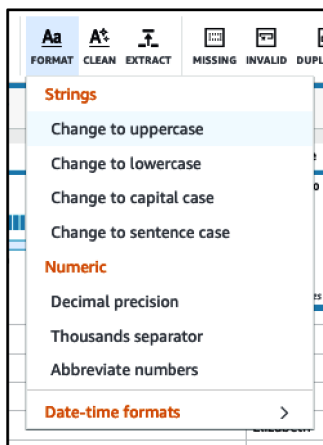 Aa
FORMAT CLEAN EXTRACT MISSING INVALID
Strings
Change to uppercase
Change to lowercase
Change to capital case
Change to sentence case
Numeric
Decimal precision
Thousands separator
Abbreviate numbers
Date-time formats